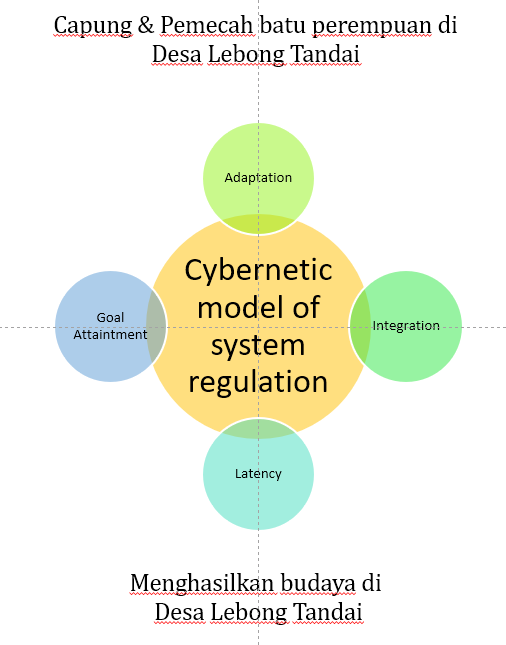 Capung & Pemecah batu perempuan di
Desa Lebong Tandai
Adaptation
Cybernetic
model of
system
regulation
Goal
Attaintment
Integration
Latency
Menghasilkan budaya di
Desa Lebong Tandai